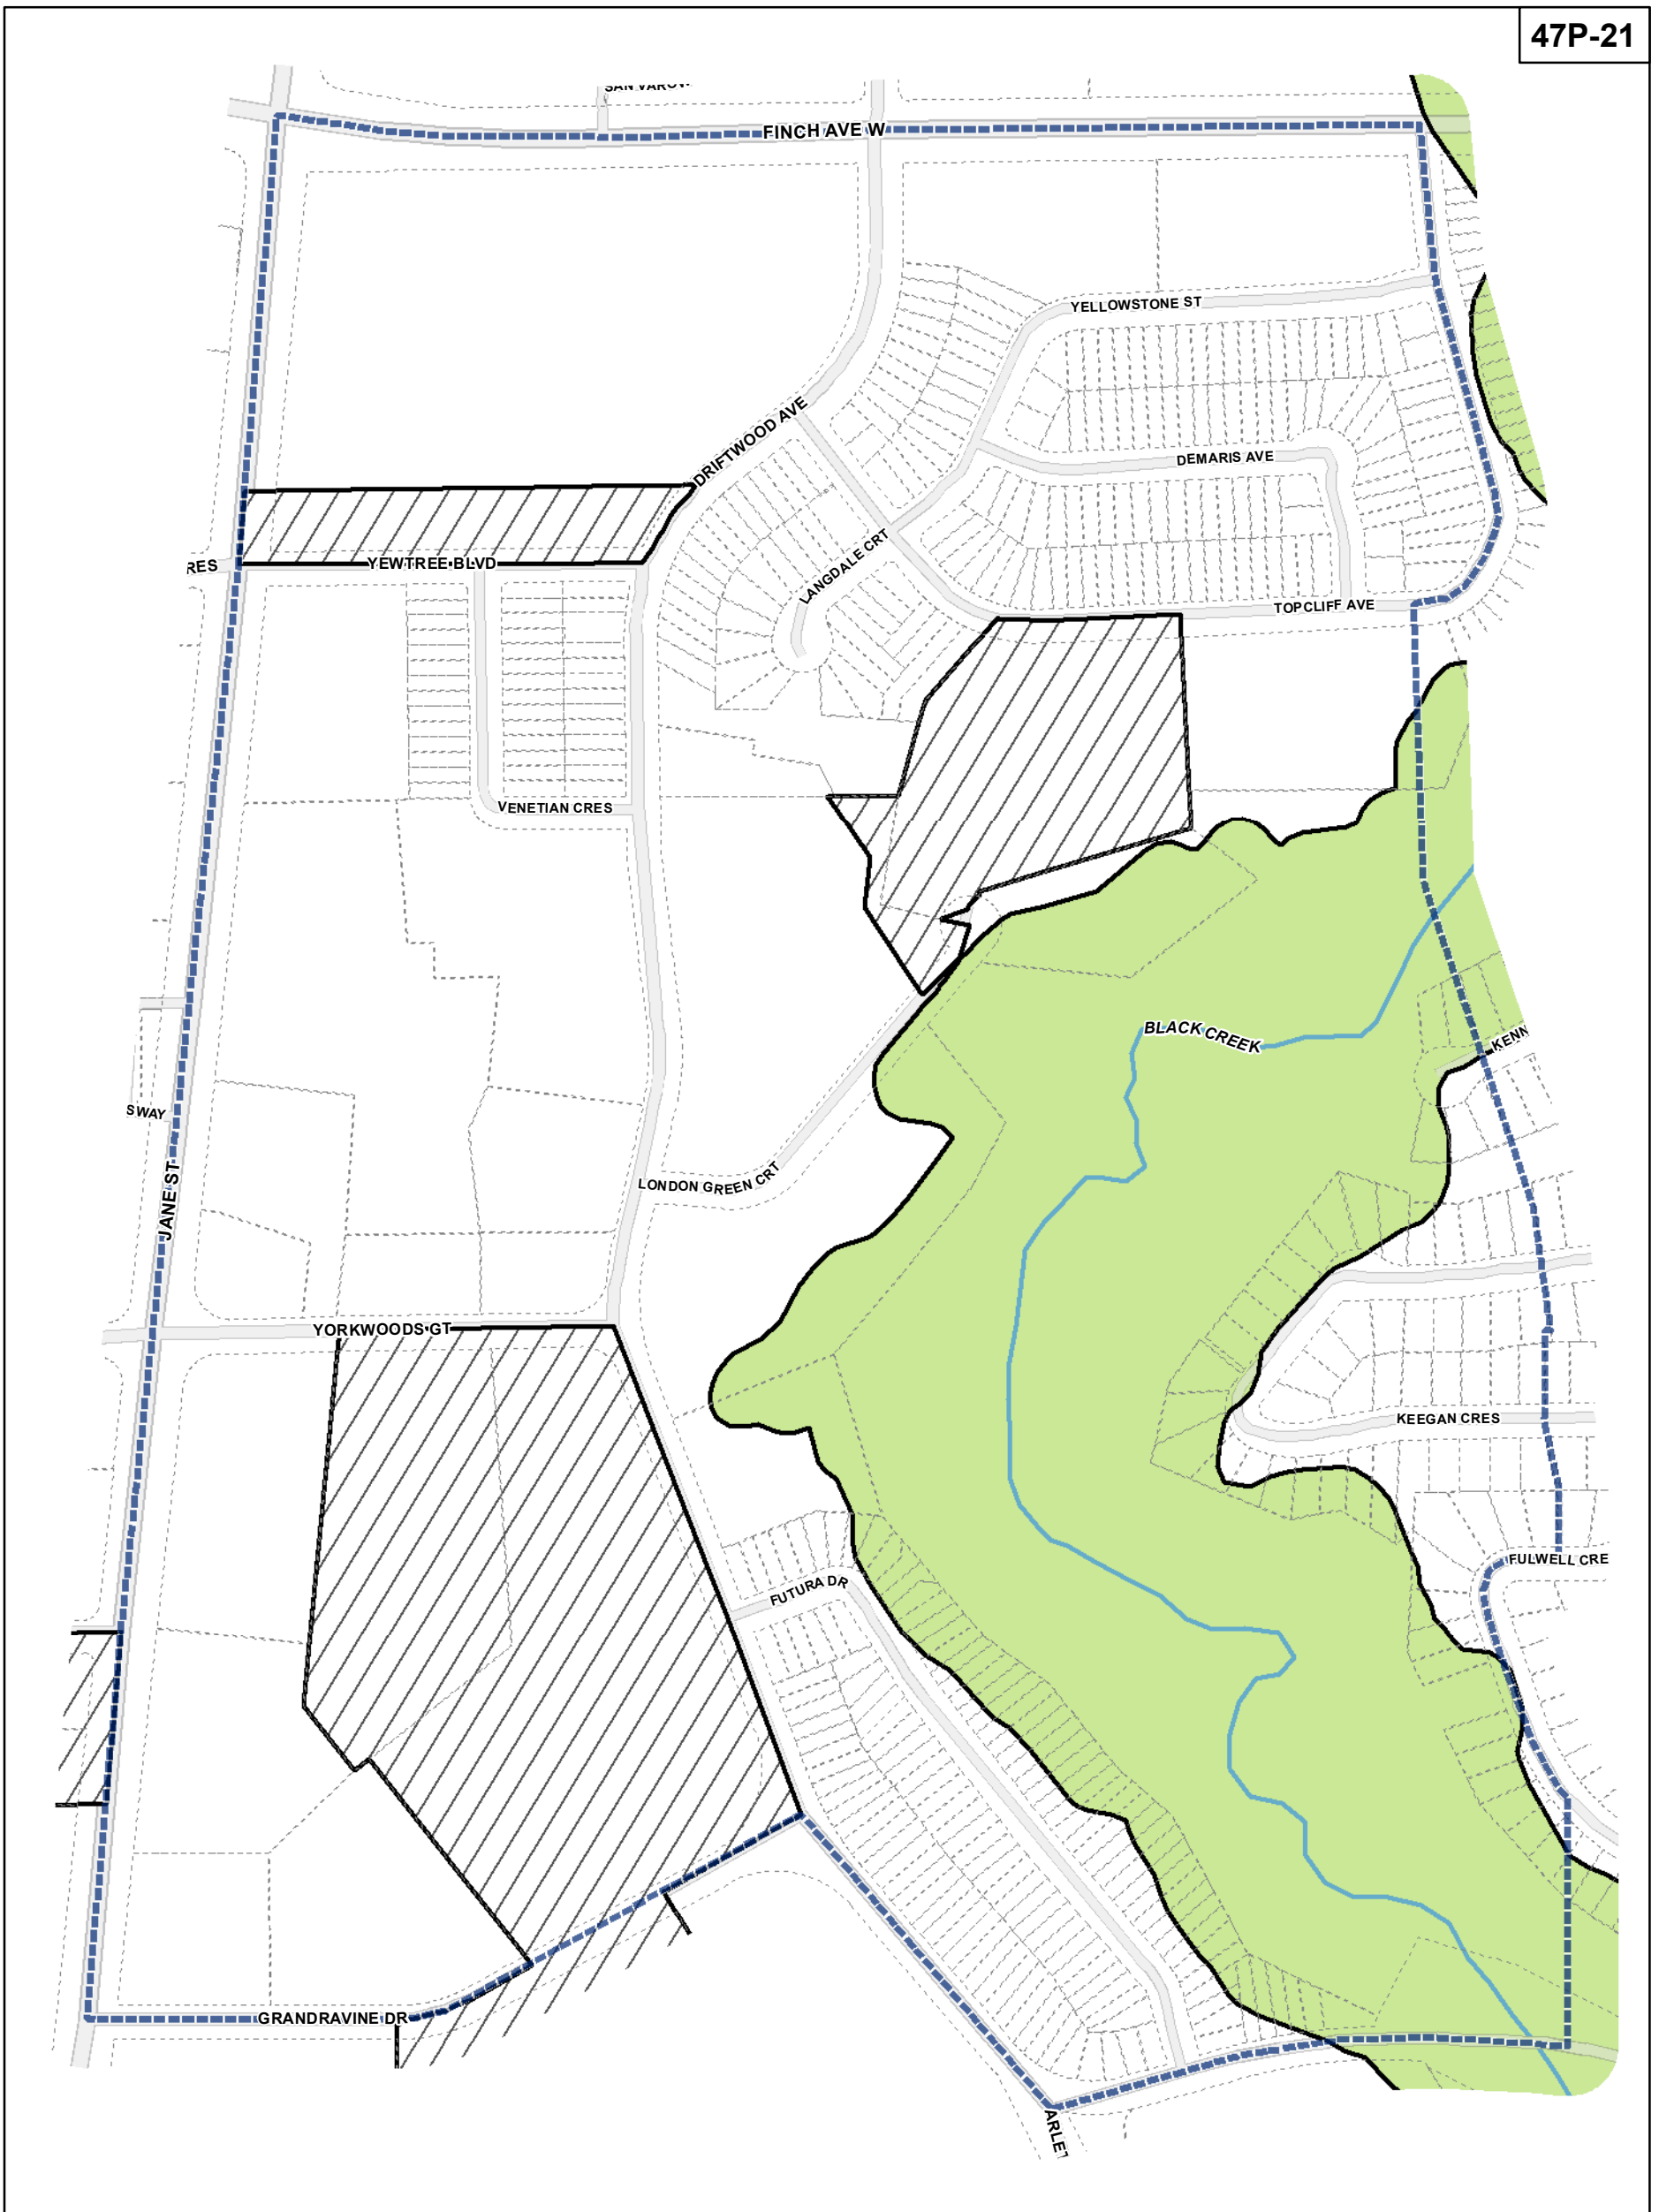 47P-21
FINCH AVE W
YELLOWSTONE ST
DRIFTWOOD AVE
DEMARIS AVE
LANGDALE CRT
RES
YEWTREE BLVD
TOPCLIFF AVE
VENETIAN CRES
BLACK CREEK
KENN
SWAY
JANE ST
LONDON GREEN CRT
YORKWOODS GT
KEEGAN CRES
FULWELL CRE
FUTURA DR
GRANDRAVINE DR
ARLET